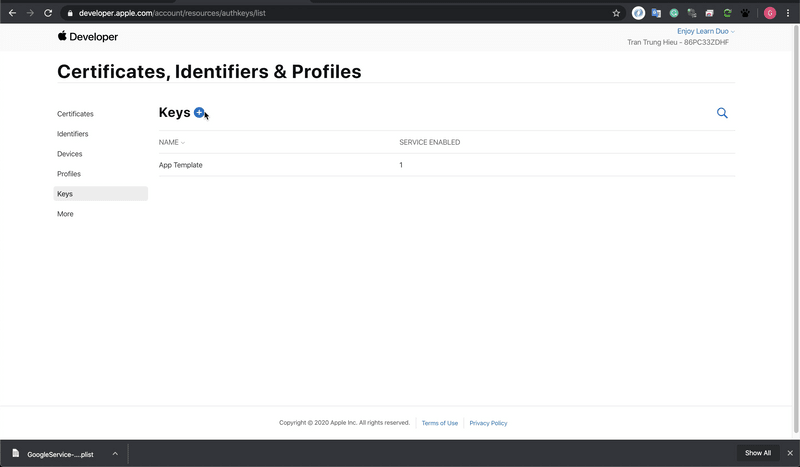 developer.apple.com/account/resources/authkeys/list
G
Developer
Enjoy Learn Duo
Tran Trung Hieu - 86PC33ZDHF
Certificates, Identifiers & Profiles
Certificates
Identifiers
Devices
Profiles
Keys
More
Keys
NAME
SERVICE ENABLED
App Template
1
Copyright © 2020 Apple Inc. All rights reserved.
Terms of Use
Privacy Policy
GoogleService-....plist
Show All